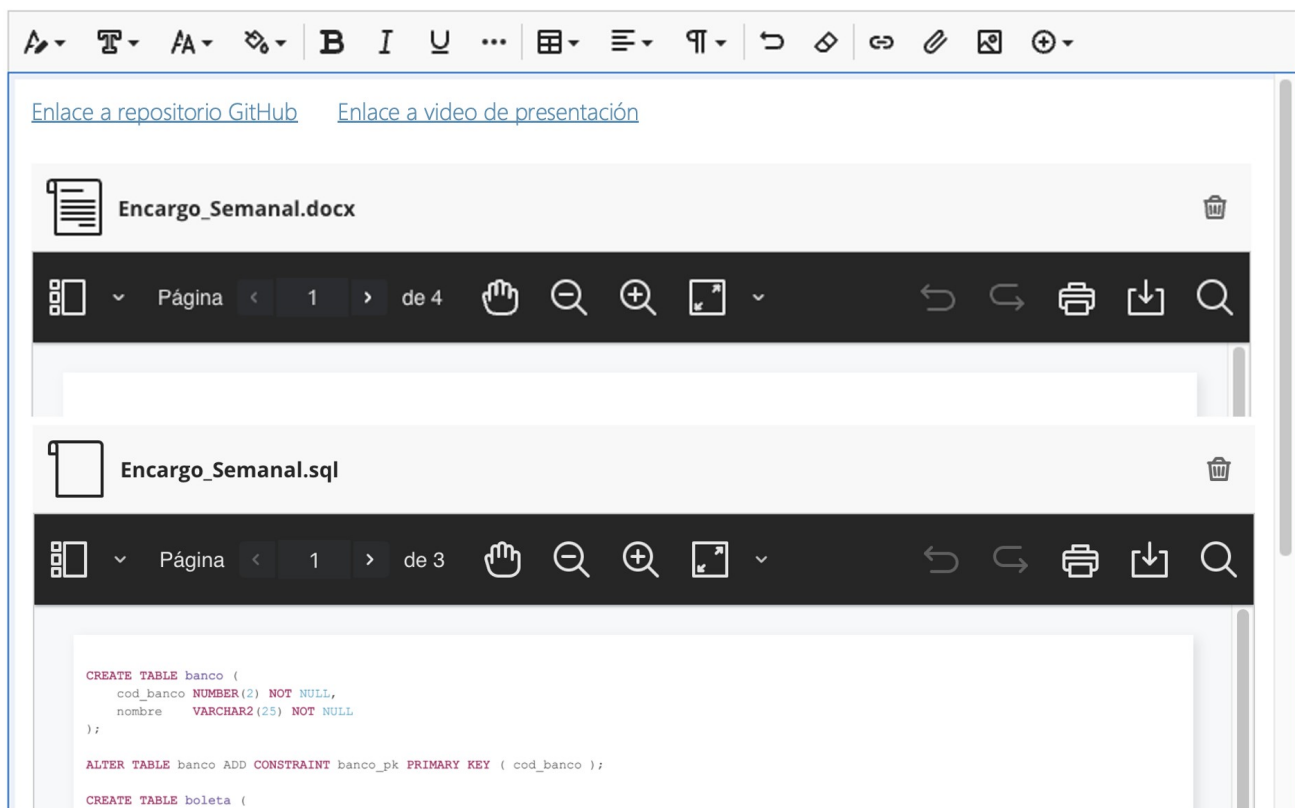 Enlace a repositorio GitHub Enlace a video de presentación
Encargo_Semanal.docx
Página 1 de 4
Encargo_Semanal.sql
Página 1 de 3
CREATE TABLE banco (
cod_banco NUMBER(2) NOT NULL,
nombre VARCHAR2(25) NOT NULL
);
ALTER TABLE banco ADD CONSTRAINT banco_pk PRIMARY KEY ( cod_banco );
CREATE TABLE boleta (